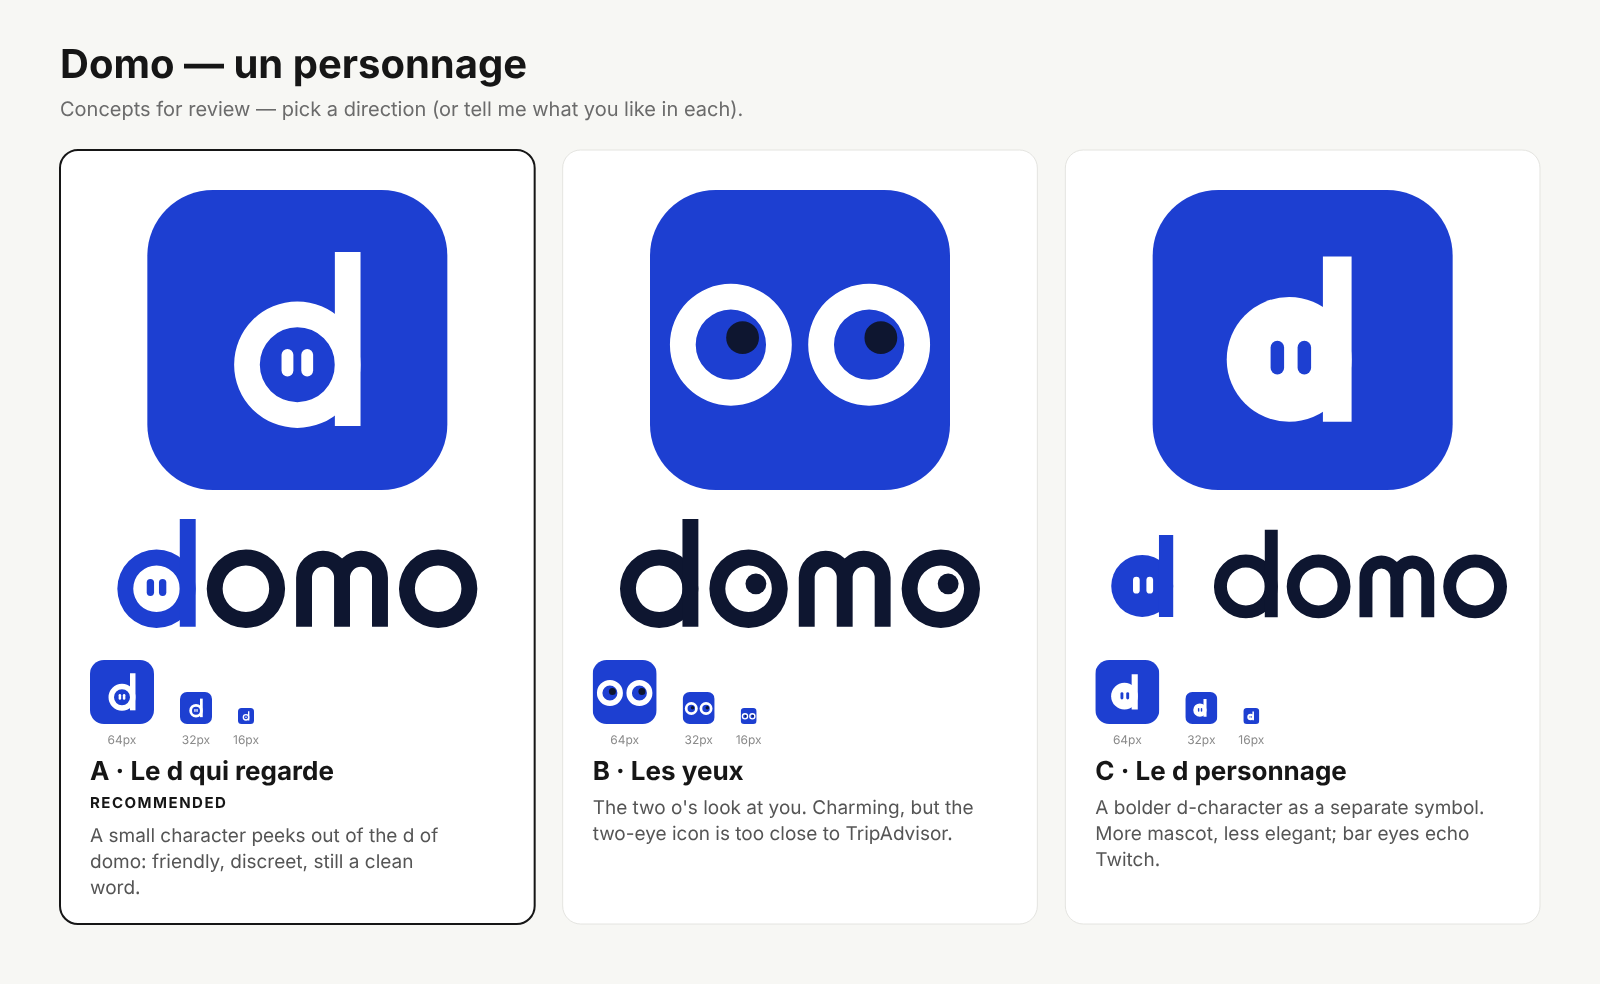 Domo — un personnage
Concepts for review — pick a direction (or tell me what you like in each).
d
domo
d
d
d
64px
32px
16px
A · Le d qui regarde
RECOMMENDED
A small character peeks out of the d of
domo: friendly, discreet, still a clean
word.
oo
domo
oo
oo
oo
64px
32px
16px
B · Les yeux
The two o's look at you. Charming, but the
two-eye icon is too close to TripAdvisor.
d
d domo
d
d
d
64px
32px
16px
C · Le d personnage
A bolder d-character as a separate symbol.
More mascot, less elegant; bar eyes echo
Twitch.